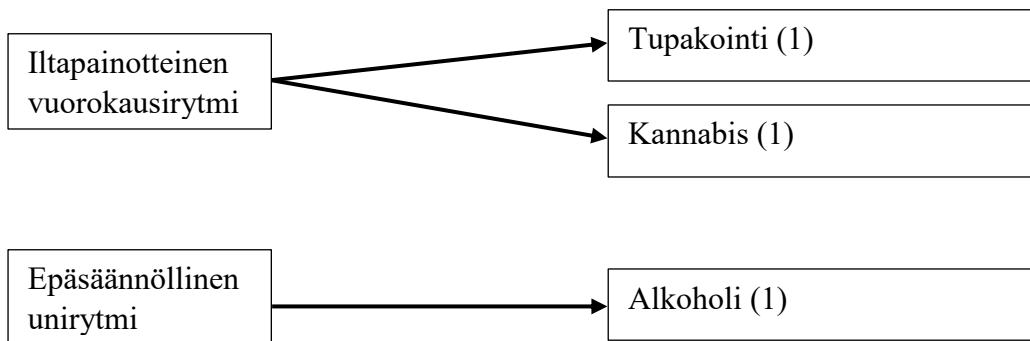 Iltapainotteinen
vuorokausirytmi
Tupakointi (1)
Kannabis (1)
Epäsäännöllinen
unirytmi
Alkoholi (1)